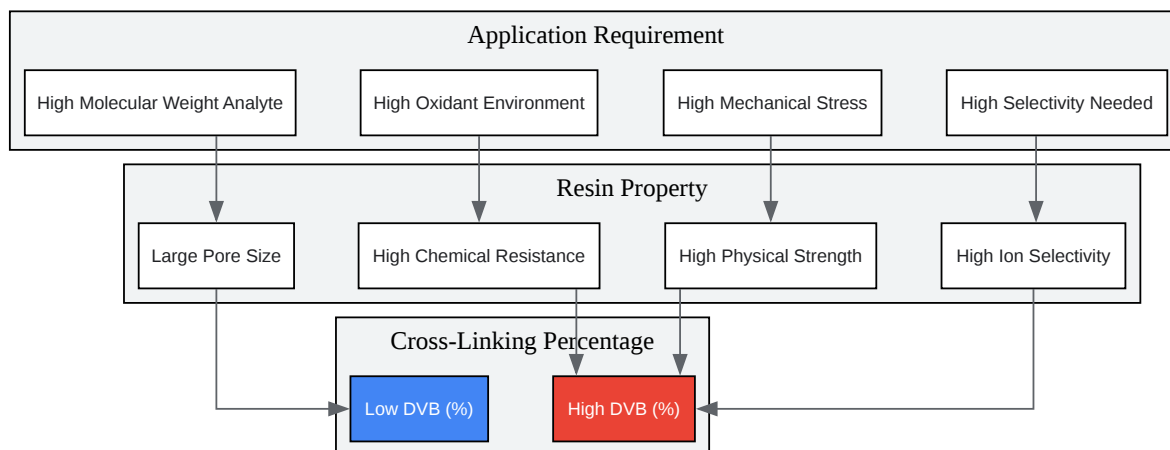 Application Requirement
High Molecular Weight Analyte
High Oxidant Environment
High Mechanical Stress
High Selectivity Needed
Resin Property
Large Pore Size
High Chemical Resistance
High Physical Strength
High Ion Selectivity
Cross-Linking Percentage
Low DVB (%)
High DVB (%)